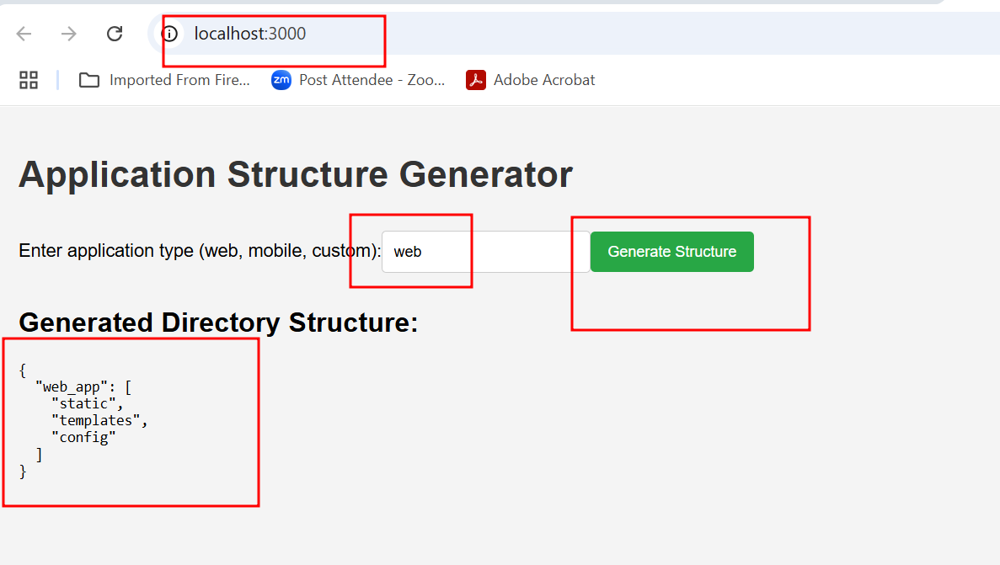 localhost:3000
Imported From Fire... zm Post Attendee - Zoo... Adobe Acrobat
Application Structure Generator
Enter application type (web, mobile, custom): web Generate Structure
Generated Directory Structure:
{
  "web_app": [
    "static",
    "templates",
    "config"
  ]
}